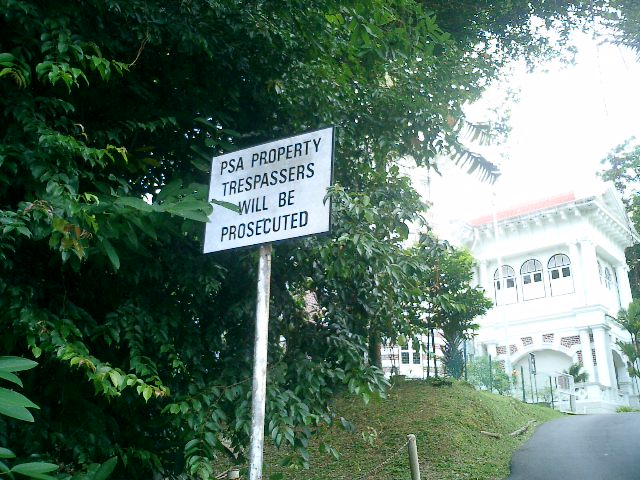 PSA PROPERTY
TRESPASSERS
WILL BE
PROSECUTED